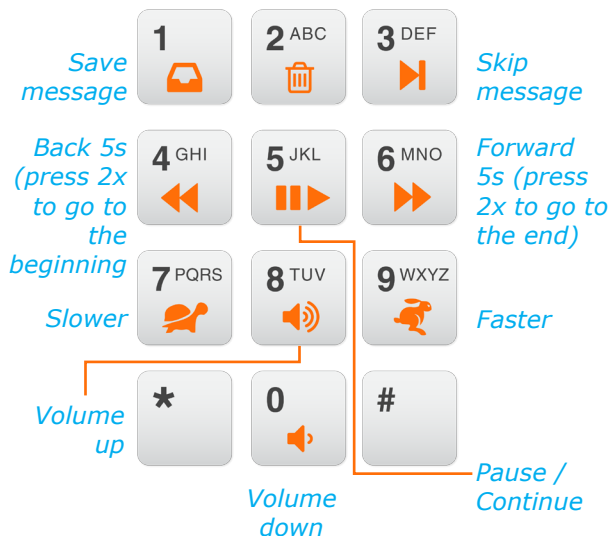 1
2 ABC
3 DEF
Save
message
Skip
message
Back 5s
(press 2x
to go to
the
beginning
4 GHI
5 JKL
6 MNO
Forward
5s (press
2x to go to
the end)
7 PQRS
8 TUV
9 WXYZ
Slower
Faster
Volume
up
*
0
#
Volume
down
Pause /
Continue